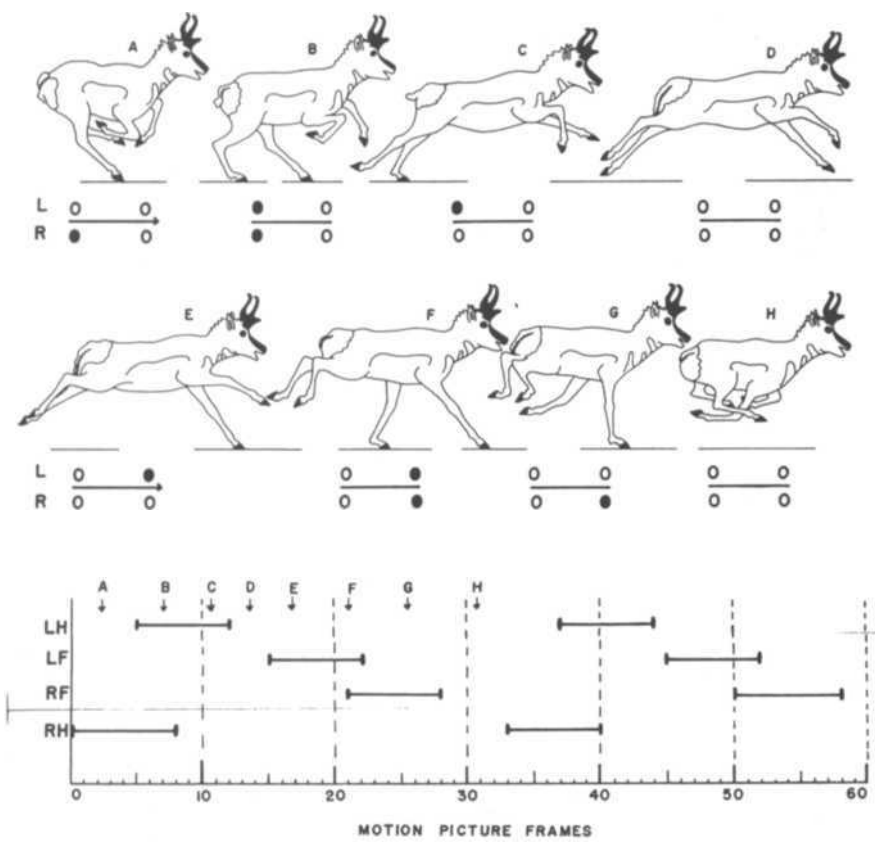 A B C D
L
R
E F G H
L
R
A B C D E F G H
LH
LF
RF
RH
0 10 20 30 40 50 60
MOTION PICTURE FRAMES